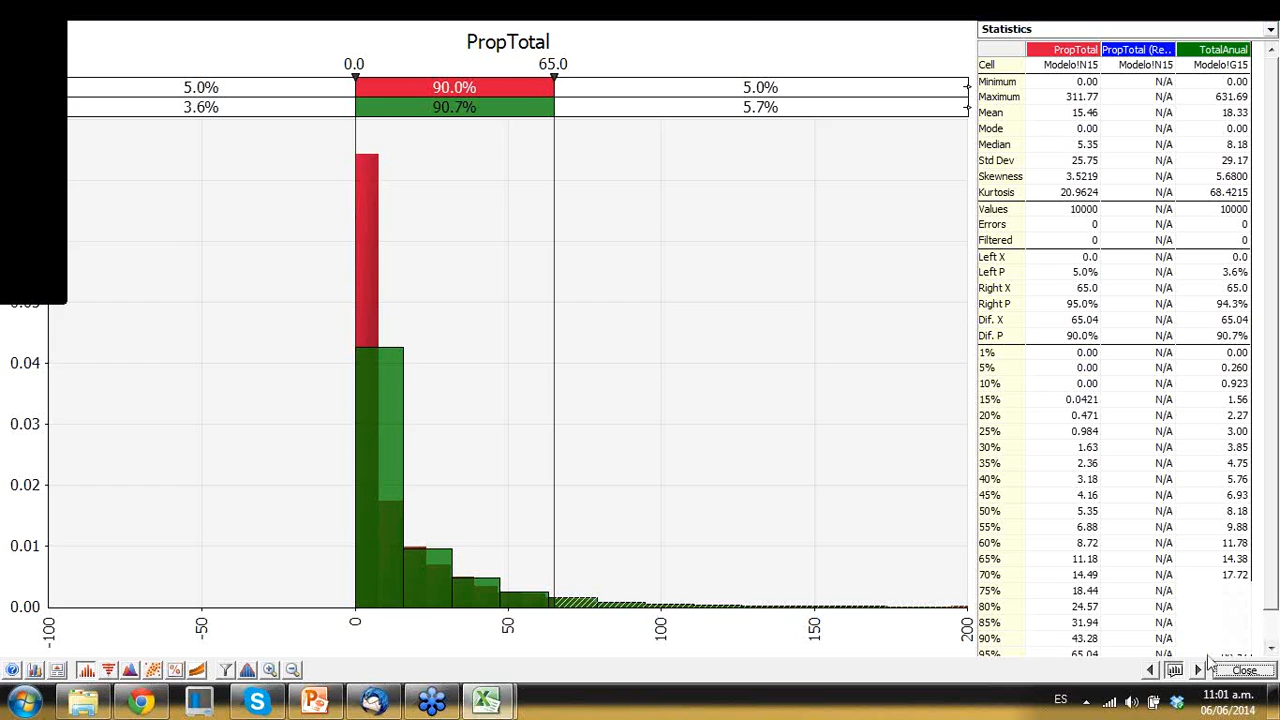 PropTotal
0.0 65.0
5.0% 90.0% 5.0%
3.6% 90.7% 5.7%
0.04
0.03
0.02
0.01
0.00
-100 -50 0 50 100 150 200
Statistics
PropTotal PropTotal (Re.. TotalAnual
Cell Modelo!N15 Modelo!N15 Modelo!G15
Minimum 0.00 N/A 0.00
Maximum 311.77 N/A 631.69
Mean 15.46 N/A 18.33
Mode 0.00 N/A 0.00
Median 5.35 N/A 8.18
Std Dev 25.75 N/A 29.17
Skewness 3.5219 N/A 5.6800
Kurtosis 20.9624 N/A 68.4215
Values 10000 N/A 10000
Errors 0 N/A 0
Filtered 0 N/A 0
Left X 0.0 N/A 0.0
Left P 5.0% N/A 3.6%
Right X 65.0 N/A 65.0
Right P 95.0% N/A 94.3%
Dif. X 65.04 N/A 65.04
Dif. P 90.0% N/A 90.7%
1% 0.00 N/A 0.00
5% 0.00 N/A 0.260
10% 0.00 N/A 0.923
15% 0.0421 N/A 1.56
20% 0.471 N/A 2.27
25% 0.984 N/A 3.00
30% 1.63 N/A 3.85
35% 2.36 N/A 4.75
40% 3.18 N/A 5.76
45% 4.16 N/A 6.93
50% 5.35 N/A 8.18
55% 6.88 N/A 9.88
60% 8.72 N/A 11.78
65% 11.18 N/A 14.38
70% 14.49 N/A 17.72
75% 18.44 N/A
80% 24.57 N/A
85% 31.94 N/A
90% 43.28 N/A
95% 65.04 N/A
Close
ES 11:01 a.m.
06/06/2014